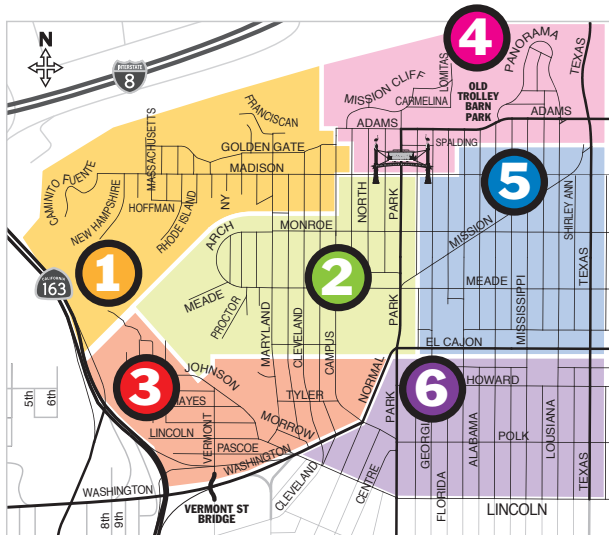 N
INTERSTATE
8
4
LOMITAS
PANORAMA
TEXAS
MISSION CLIFF
CARMELINA
OLD
TROLLEY
BARN
PARK
FRANCISCAN
MASSACHUSETTS
ADAMS
ADAMS
SPALDING
GOLDEN GATE
MADISON
CAMINITO FUENTE
NEW HAMPSHIRE
HOFFMAN
RHODE ISLAND
NY
NORTH
PARK
5
SHIRLEY ANN
ARCH
MONROE
MISSION
1
2
CALIFORNIA
163
MEADE
PROCTOR
MARYLAND
CLEVELAND
CAMPUS
PARK
MEADE
MISSISSIPPI
TEXAS
EL CAJON
3
JOHNSON
NORMAL
6
HOWARD
5th
6th
HAYES
TYLER
PARK
LINCOLN
VERMONT
MORROW
GEORGIA
ALABAMA
POLK
LOUSIANA
PASCOE
WASHINGTON
CLEVELAND
CENTRE
FLORIDA
TEXAS
WASHINGTON
VERMONT ST
BRIDGE
LINCOLN
8th
9th